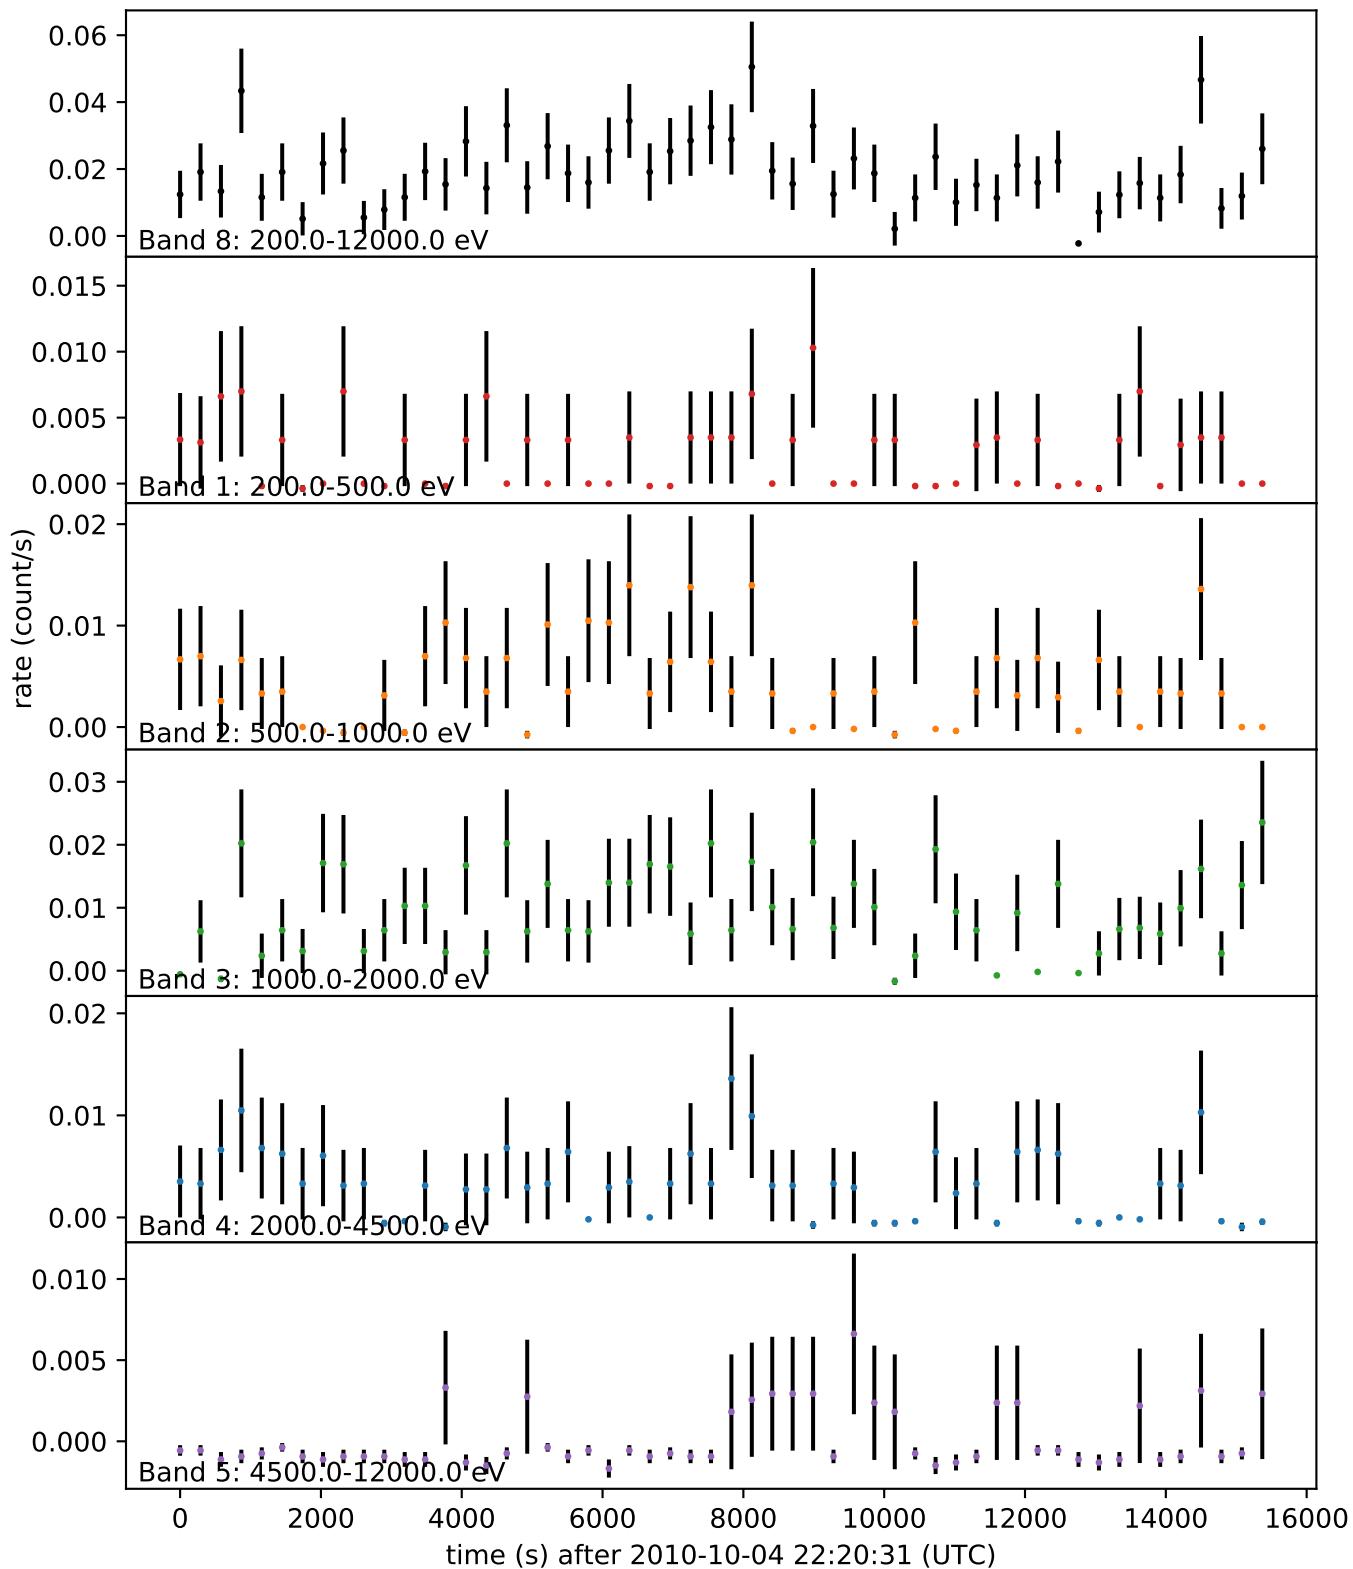 0.06
0.04
0.02
0.00
Band 8: 200.0-12000.0 eV
0.015
0.010
0.005
0.000
Band 1: 200.0-500.0 eV
rate (count/s)
0.02
0.01
0.00
Band 2: 500.0-1000.0 eV
0.03
0.02
0.01
0.00
Band 3: 1000.0-2000.0 eV
0.02
0.01
0.00
Band 4: 2000.0-4500.0 eV
0.010
0.005
0.000
Band 5: 4500.0-12000.0 eV
0 2000 4000 6000 8000 10000 12000 14000 16000
time (s) after 2010-10-04 22:20:31 (UTC)